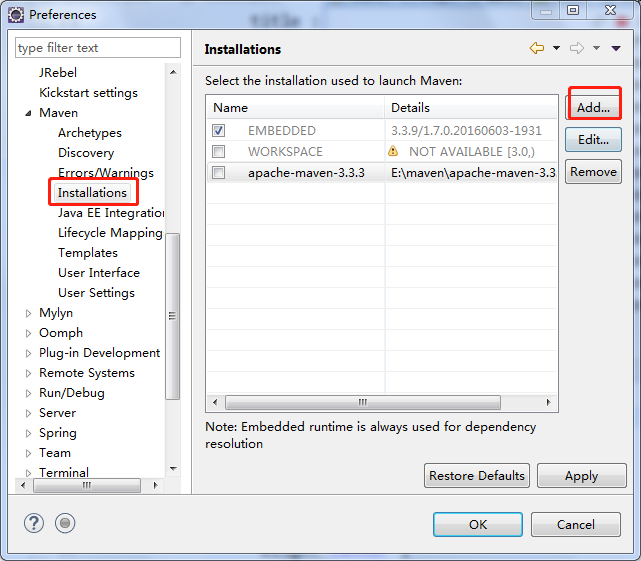 Preferences
title :
type filter text
Installations
JRebel
Kickstart settings
Maven
Archetypes
Discovery
Errors/Warnings
Installations
Java EE Integration
Lifecycle Mapping
Templates
User Interface
User Settings
Mylyn
Oomph
Plug-in Development
Remote Systems
Run/Debug
Server
Spring
Team
Terminal
Select the installation used to launch Maven:
Name Details
EMBEDDED 3.3.9/1.7.0.20160603-1931
WORKSPACE NOT AVAILABLE [3.0,)
apache-maven-3.3.3 E:\maven\apache-maven-3.3
Add...
Edit...
Remove
Note: Embedded runtime is always used for dependency
resolution
Restore Defaults Apply
OK Cancel